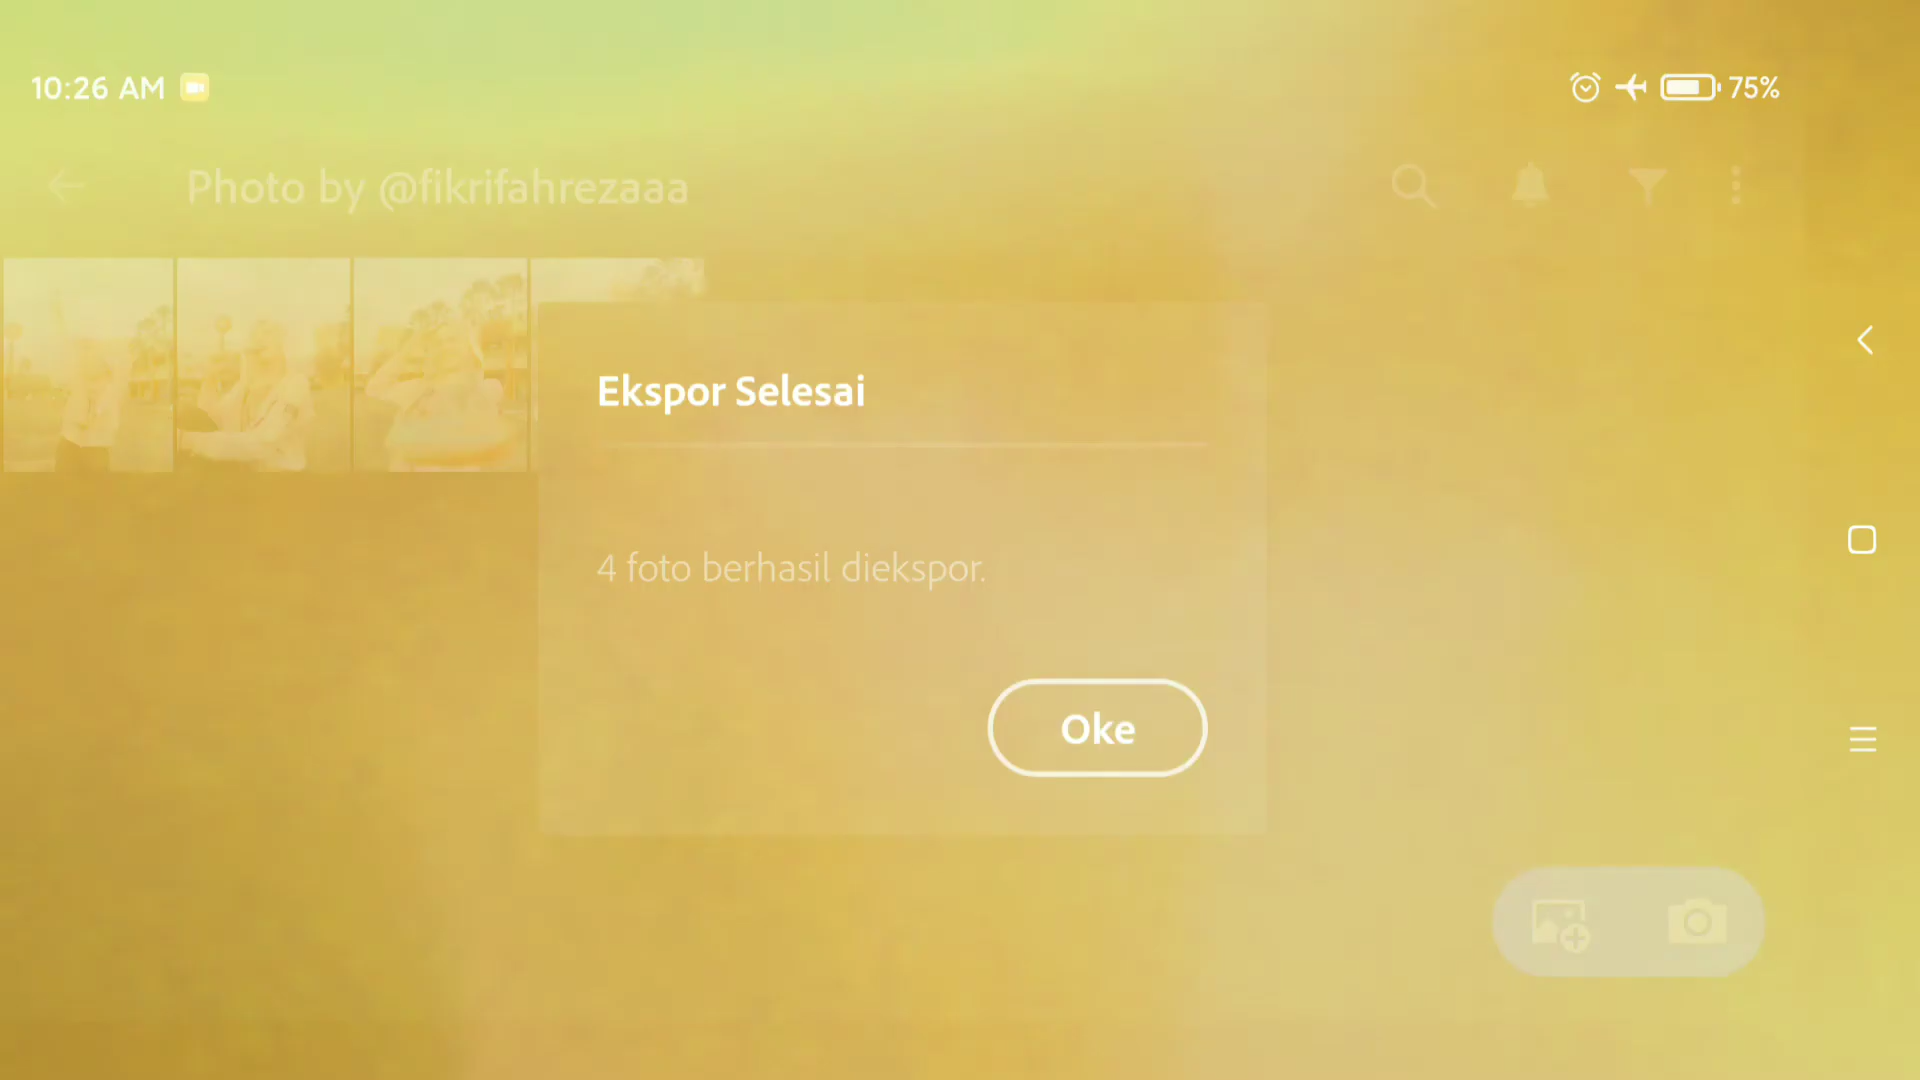 10:26 AM
75%
Photo by @fikrifahrezaaa
Ekspor Selesai
4 foto berhasil diekspor.
Oke